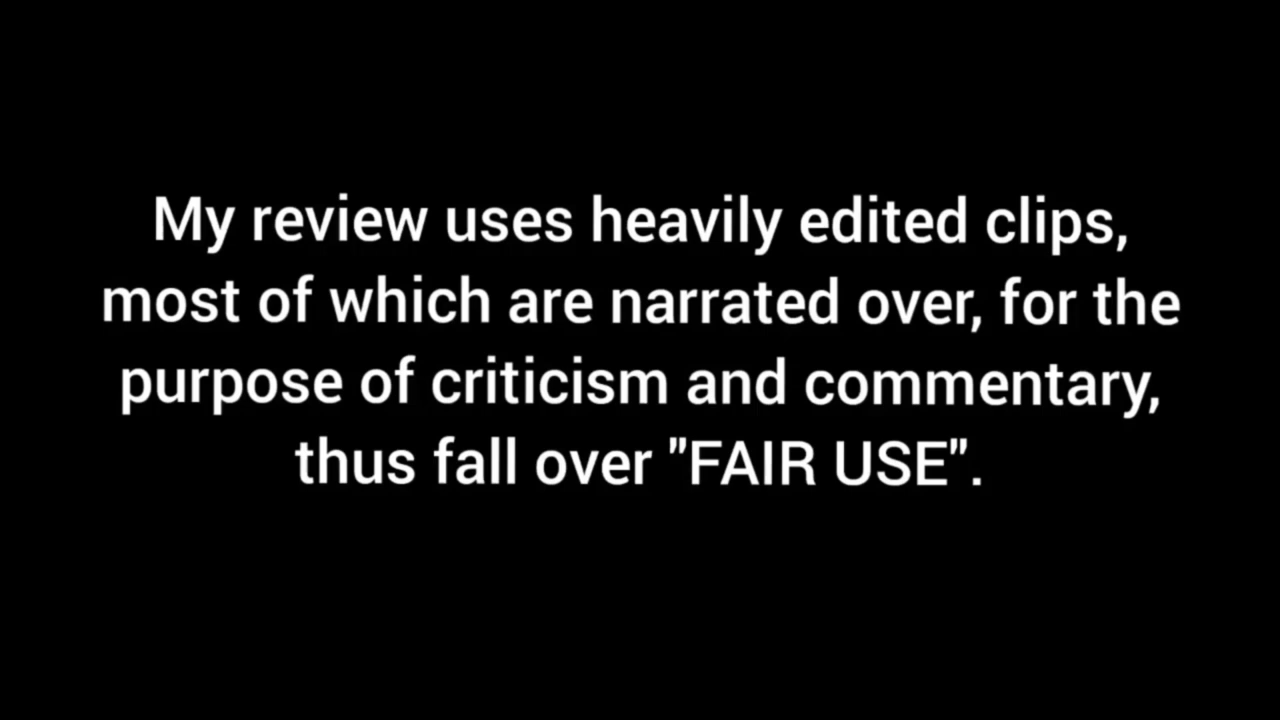 My review uses heavily edited clips,
most of which are narrated over, for the
purpose of criticism and commentary,
thus fall over "FAIR USE".